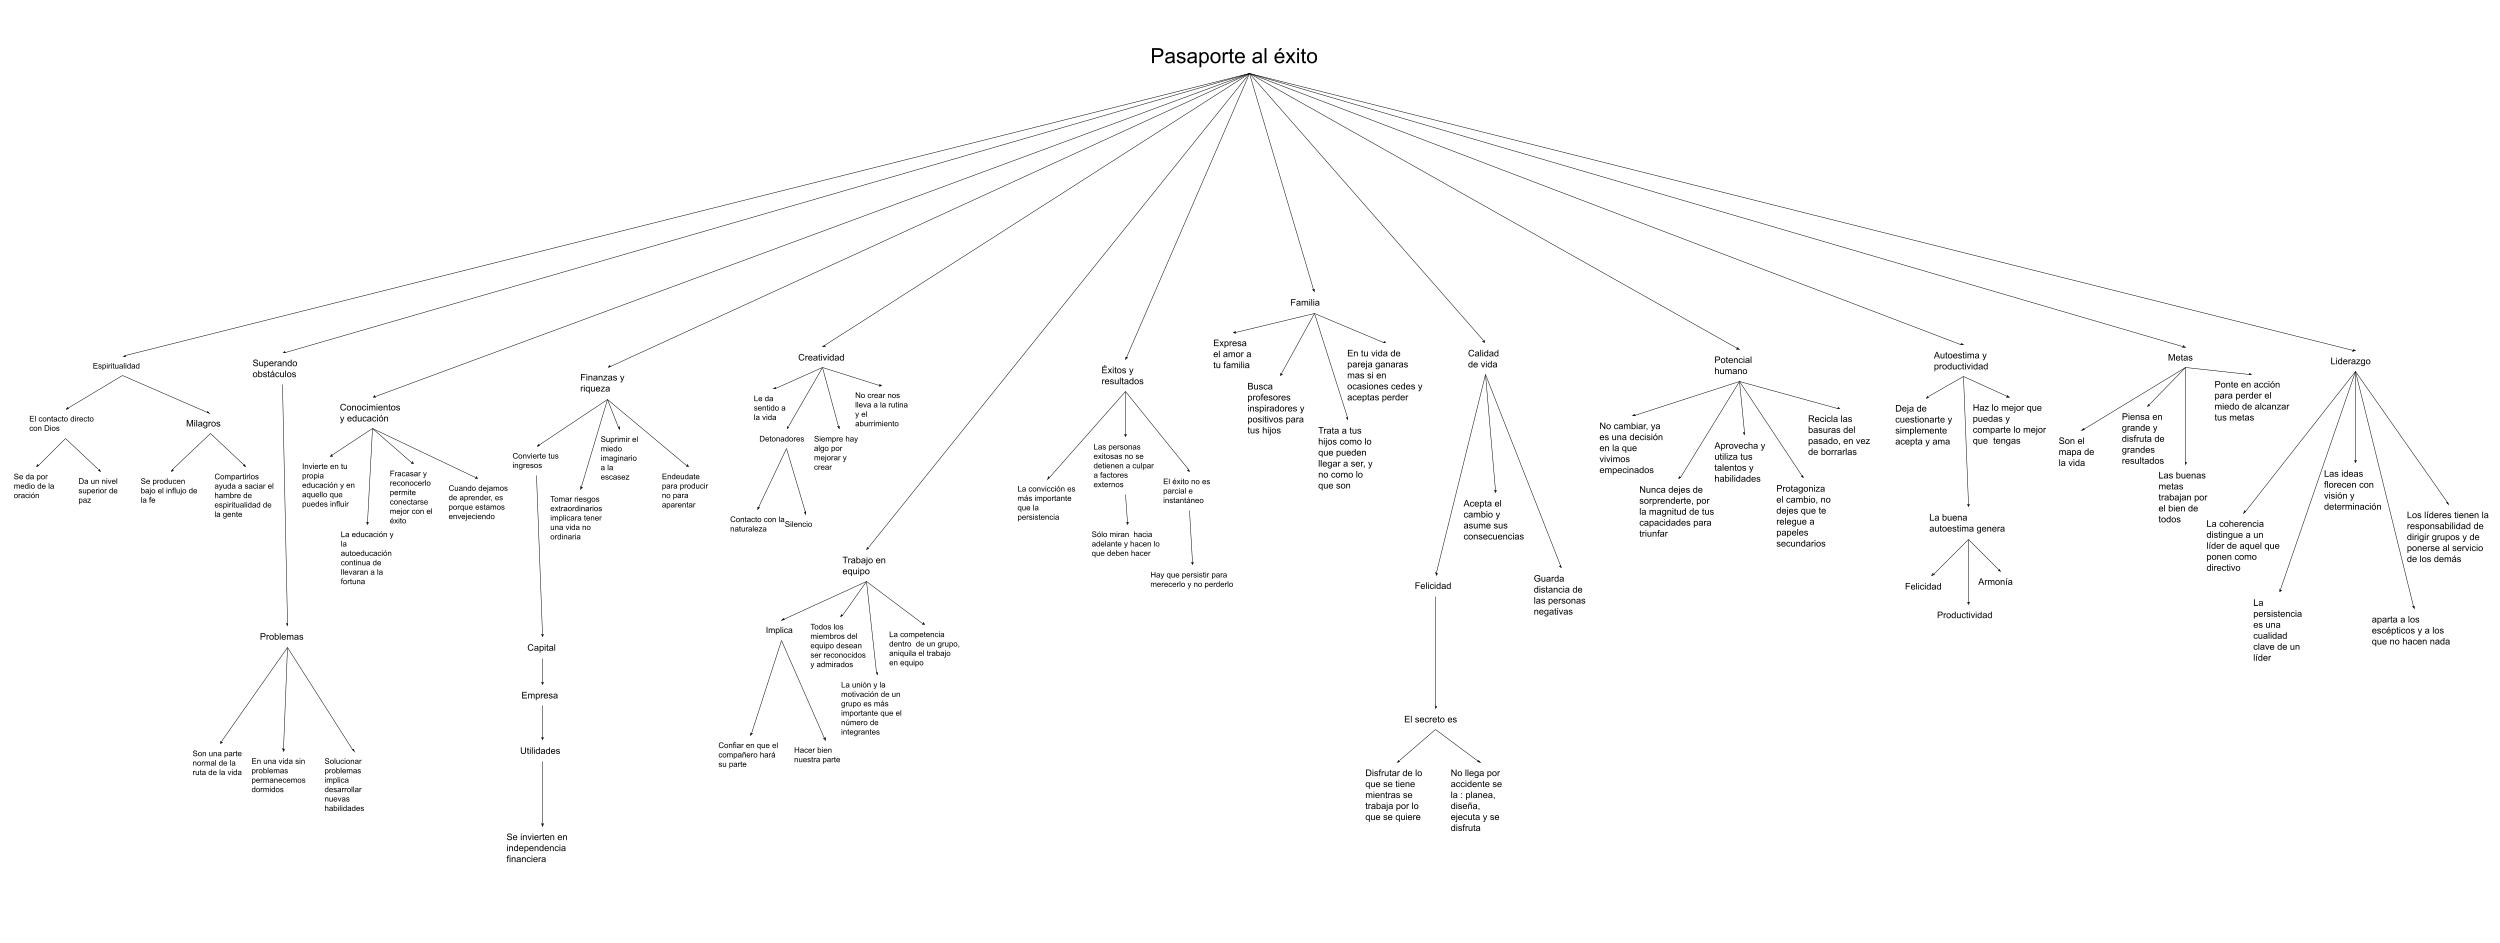 Pasaporte al éxito
Espiritualidad
El contacto directo
con Dios
Se da por
medio de la
oración
Da un nivel
superior de
paz
Milagros
Se producen
bajo el influjo de
la fe
Compartirlos
ayuda a saciar el
hambre de
espiritualidad de
la gente
Superando
obstáculos
Problemas
Son una parte
normal de la
ruta de la vida
En una vida sin
problemas
permanecemos
dormidos
Solucionar
problemas
implica
desarrollar
nuevas
habilidades
Conocimientos
y educación
Invierte en tu
propia
educación y en
aquello que
puedes influir
La educación y
la
autoeducación
continua de
llevaran a la
fortuna
Fracasar y
reconocerlo
permite
conectarse
mejor con el
éxito
Cuando dejamos
de aprender, es
porque estamos
envejeciendo
Finanzas y
riqueza
Convierte tus
ingresos
Capital
Empresa
Utilidades
Se invierten en
independencia
financiera
Tomar riesgos
extraordinarios
implicara tener
una vida no
ordinaria
Suprimir el
miedo
imaginario
a la
escasez
Endeudate
para producir
no para
aparentar
Creatividad
Le da
sentido a
la vida
Detonadores
Contacto con la
naturaleza
Silencio
Siempre hay
algo por
mejorar y
crear
No crear nos
lleva a la rutina
y el
aburrimiento
Trabajo en
equipo
Implica
Confiar en que el
compañero hará
su parte
Hacer bien
nuestra parte
Todos los
miembros del
equipo desean
ser reconocidos
y admirados
La unión y la
motivación de un
grupo es más
importante que el
número de
integrantes
La competencia
dentro  de un grupo,
aniquila el trabajo
en equipo
Éxitos y
resultados
La convicción es
más importante
que la
persistencia
Las personas
exitosas no se
detienen a culpar
a factores
externos
Sólo miran  hacia
adelante y hacen lo
que deben hacer
El éxito no es
parcial e
instantáneo
Hay que persistir para
merecerlo y no perderlo
Familia
Expresa
el amor a
tu familia
Busca
profesores
inspiradores y
positivos para
tus hijos
Trata a tus
hijos como lo
que pueden
llegar a ser, y
no como lo
que son
En tu vida de
pareja ganaras
mas si en
ocasiones cedes y
aceptas perder
Calidad
de vida
Felicidad
El secreto es
Disfrutar de lo
que se tiene
mientras se
trabaja por lo
que se quiere
No llega por
accidente se
la : planea,
diseña,
ejecuta y se
disfruta
Acepta el
cambio y
asume sus
consecuencias
Guarda
distancia de
las personas
negativas
Potencial
humano
No cambiar, ya
es una decisión
en la que
vivimos
empecinados
Nunca dejes de
sorprenderte, por
la magnitud de tus
capacidades para
triunfar
Aprovecha y
utiliza tus
talentos y
habilidades
Protagoniza
el cambio, no
dejes que te
relegue a
papeles
secundarios
Recicla las
basuras del
pasado, en vez
de borrarlas
Autoestima y
productividad
Deja de
cuestionarte y
simplemente
acepta y ama
La buena
autoestima genera
Felicidad
Productividad
Armonía
Haz lo mejor que
puedas y
comparte lo mejor
que  tengas
Metas
Son el
mapa de
la vida
Piensa en
grande y
disfruta de
grandes
resultados
Las buenas
metas
trabajan por
el bien de
todos
Ponte en acción
para perder el
miedo de alcanzar
tus metas
Liderazgo
La coherencia
distingue a un
líder de aquel que
ponen como
directivo
La
persistencia
es una
cualidad
clave de un
líder
Las ideas
florecen con
visión y
determinación
aparta a los
escépticos y a los
que no hacen nada
Los líderes tienen la
responsabilidad de
dirigir grupos y de
ponerse al servicio
de los demás